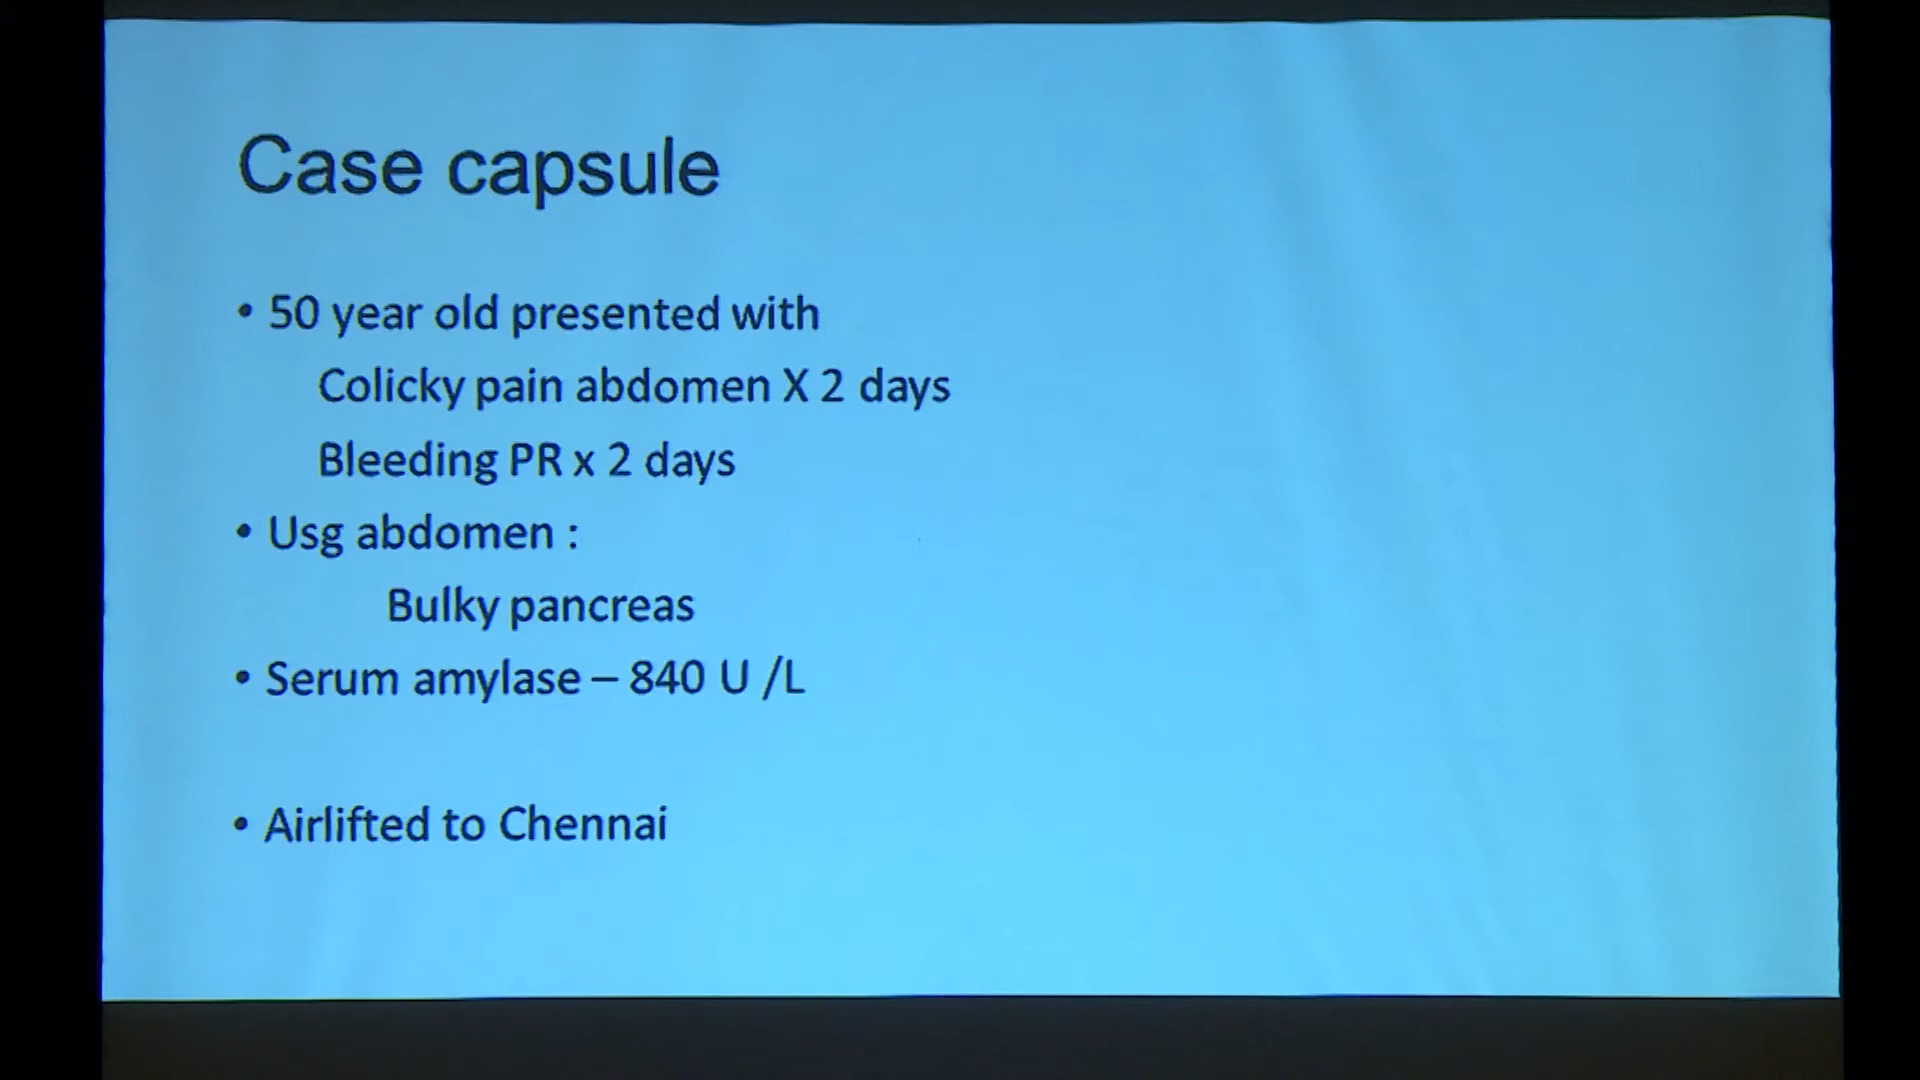 Case capsule
• 50 year old presented with
Colicky pain abdomen X 2 days
Bleeding PR x 2 days
• Usg abdomen :
Bulky pancreas
• Serum amylase – 840 U /L
• Airlifted to Chennai